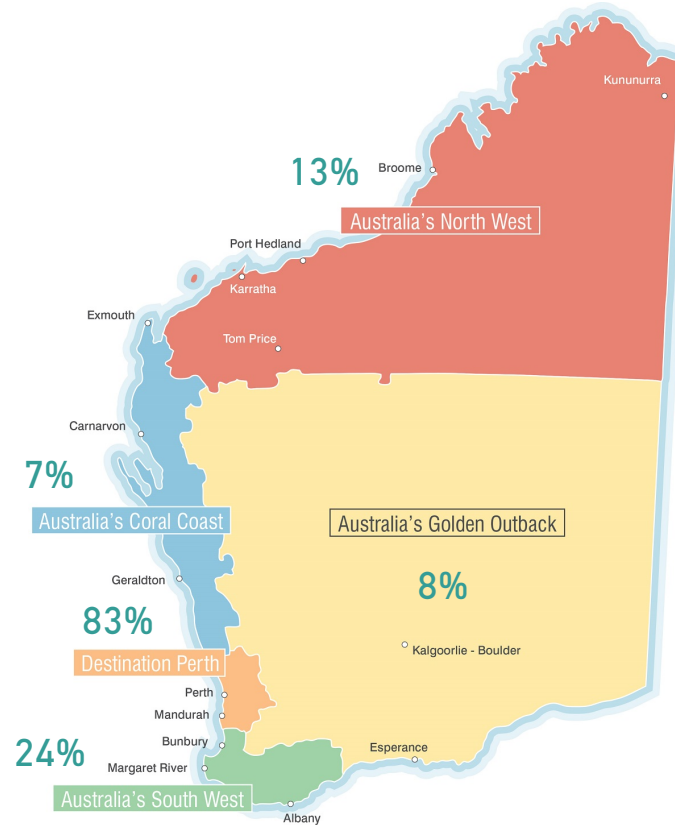 Kununurra
13%
Broome
Australia's North West
Port Hedland
Karratha
Exmouth
Tom Price
Carnarvon
7%
Australia's Coral Coast
Australia's Golden Outback
Geraldton
8%
83%
Kalgoorlie - Boulder
Destination Perth
Perth
Mandurah
Bunbury
Esperance
24%
Margaret River
Australia's South West
Albany